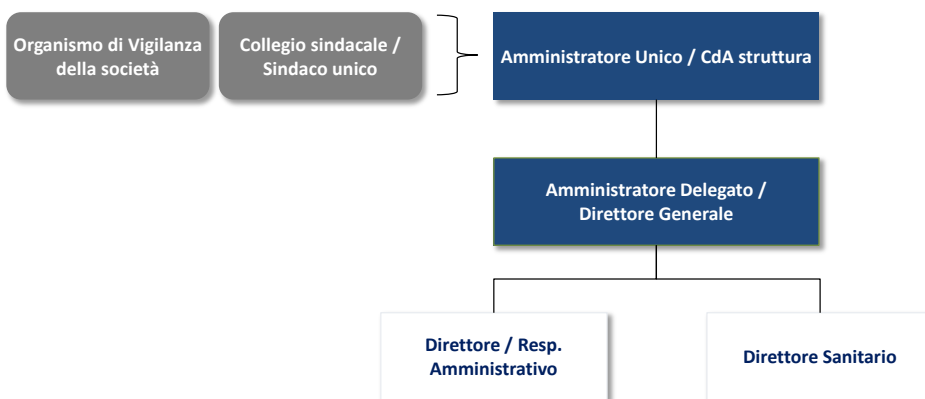 Organismo di Vigilanza
della società
Collegio sindacale /
Sindaco unico
Amministratore Unico / CdA struttura
Amministratore Delegato /
Direttore Generale
Direttore / Resp.
Amministrativo
Direttore Sanitario